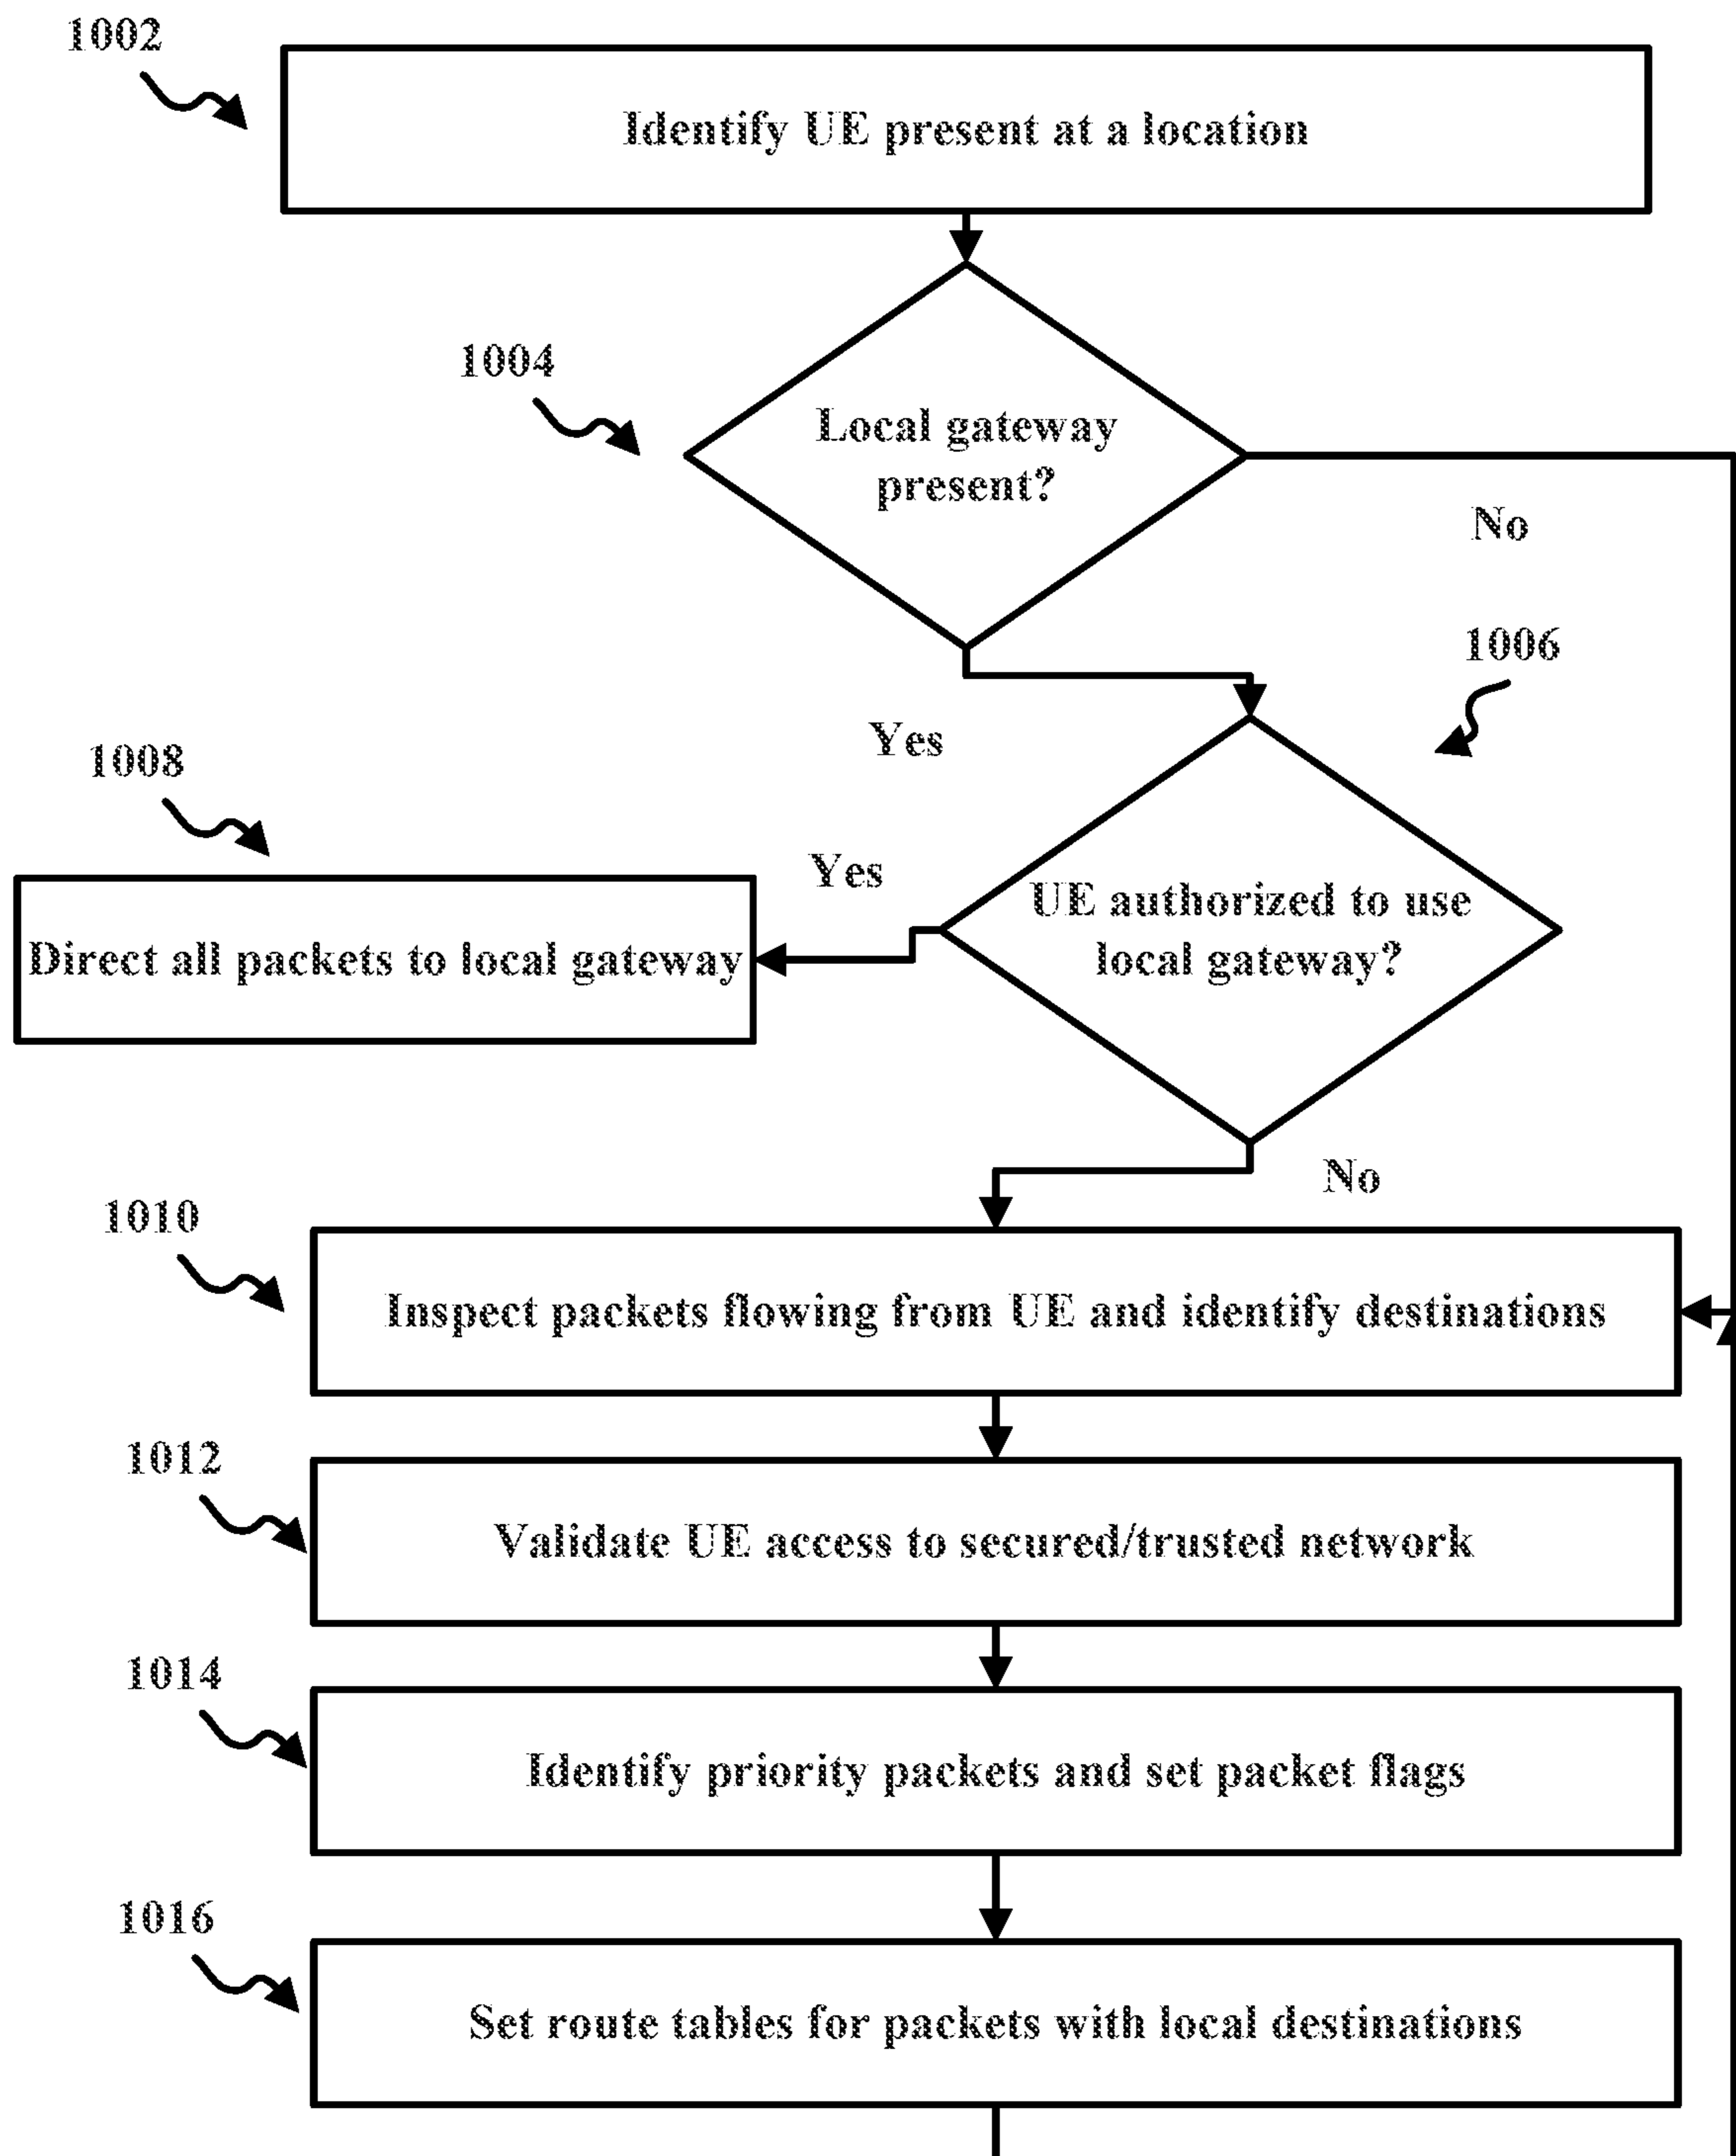 1002
Identify UE present at a location
1004
Local gateway
present?
No
1006
Yes
1008
Yes
UE authorized to use
local gateway?
Direct all packets to local gateway
No
1010
Inspect packets flowing from UE and identify destinations
1012
Validate UE access to secured/trusted network
1014
Identify priority packets and set packet flags
1016
Set route tables for packets with local destinations